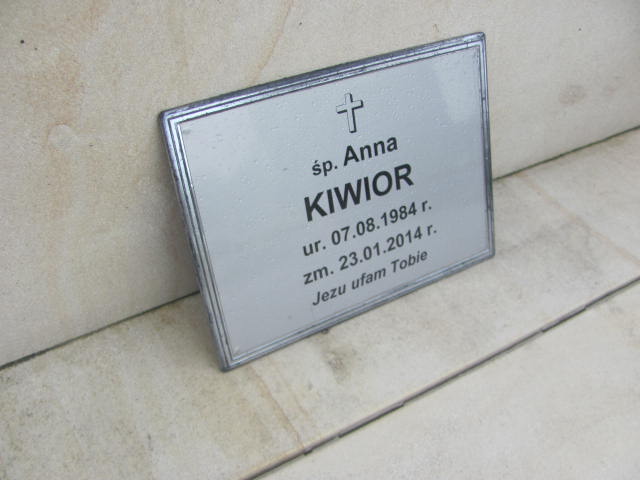 śp. Anna
KIWIOR
ur. 07.08.1984 r.
zm. 23.01.2014 r.
Jezu ufam Tobie